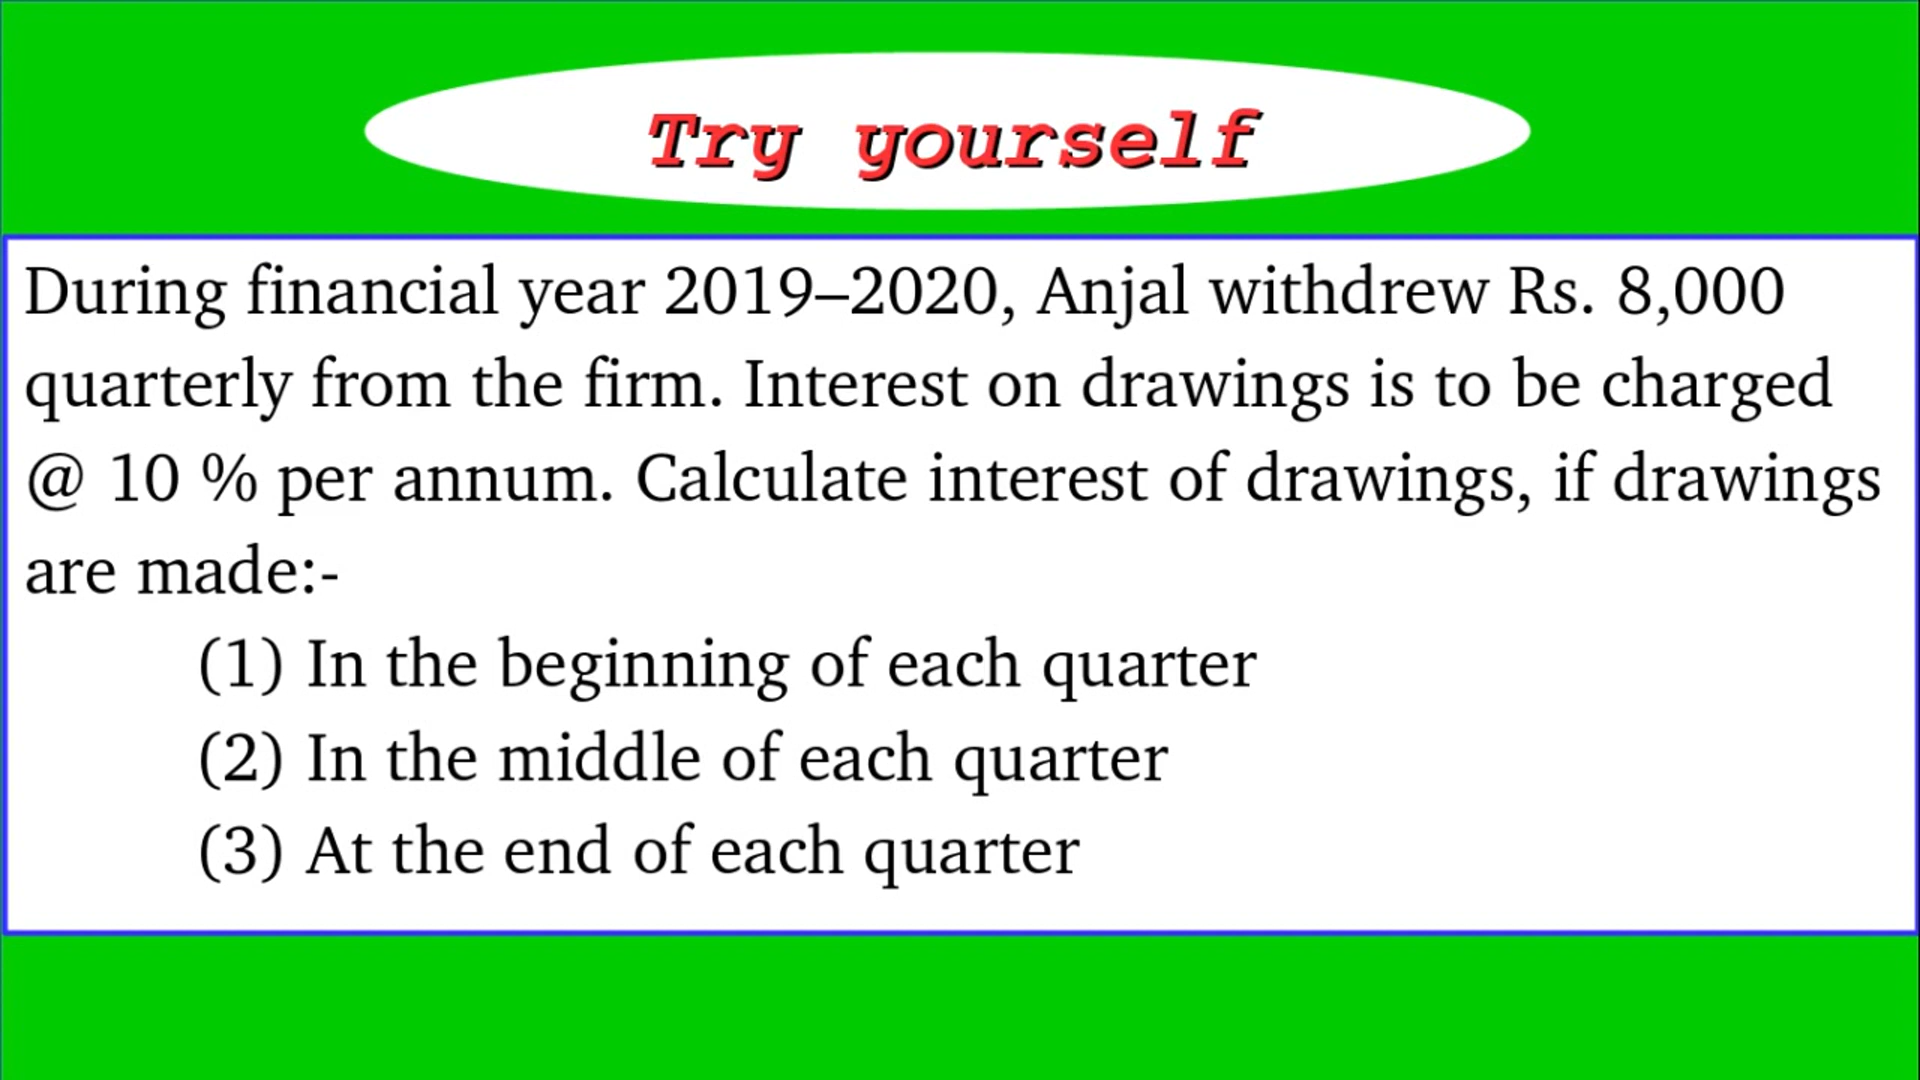 Try yourself
During financial year 2019–2020, Anjal withdrew Rs. 8,000
quarterly from the firm. Interest on drawings is to be charged
@ 10 % per annum. Calculate interest of drawings, if drawings
are made:-
(1) In the beginning of each quarter
(2) In the middle of each quarter
(3) At the end of each quarter